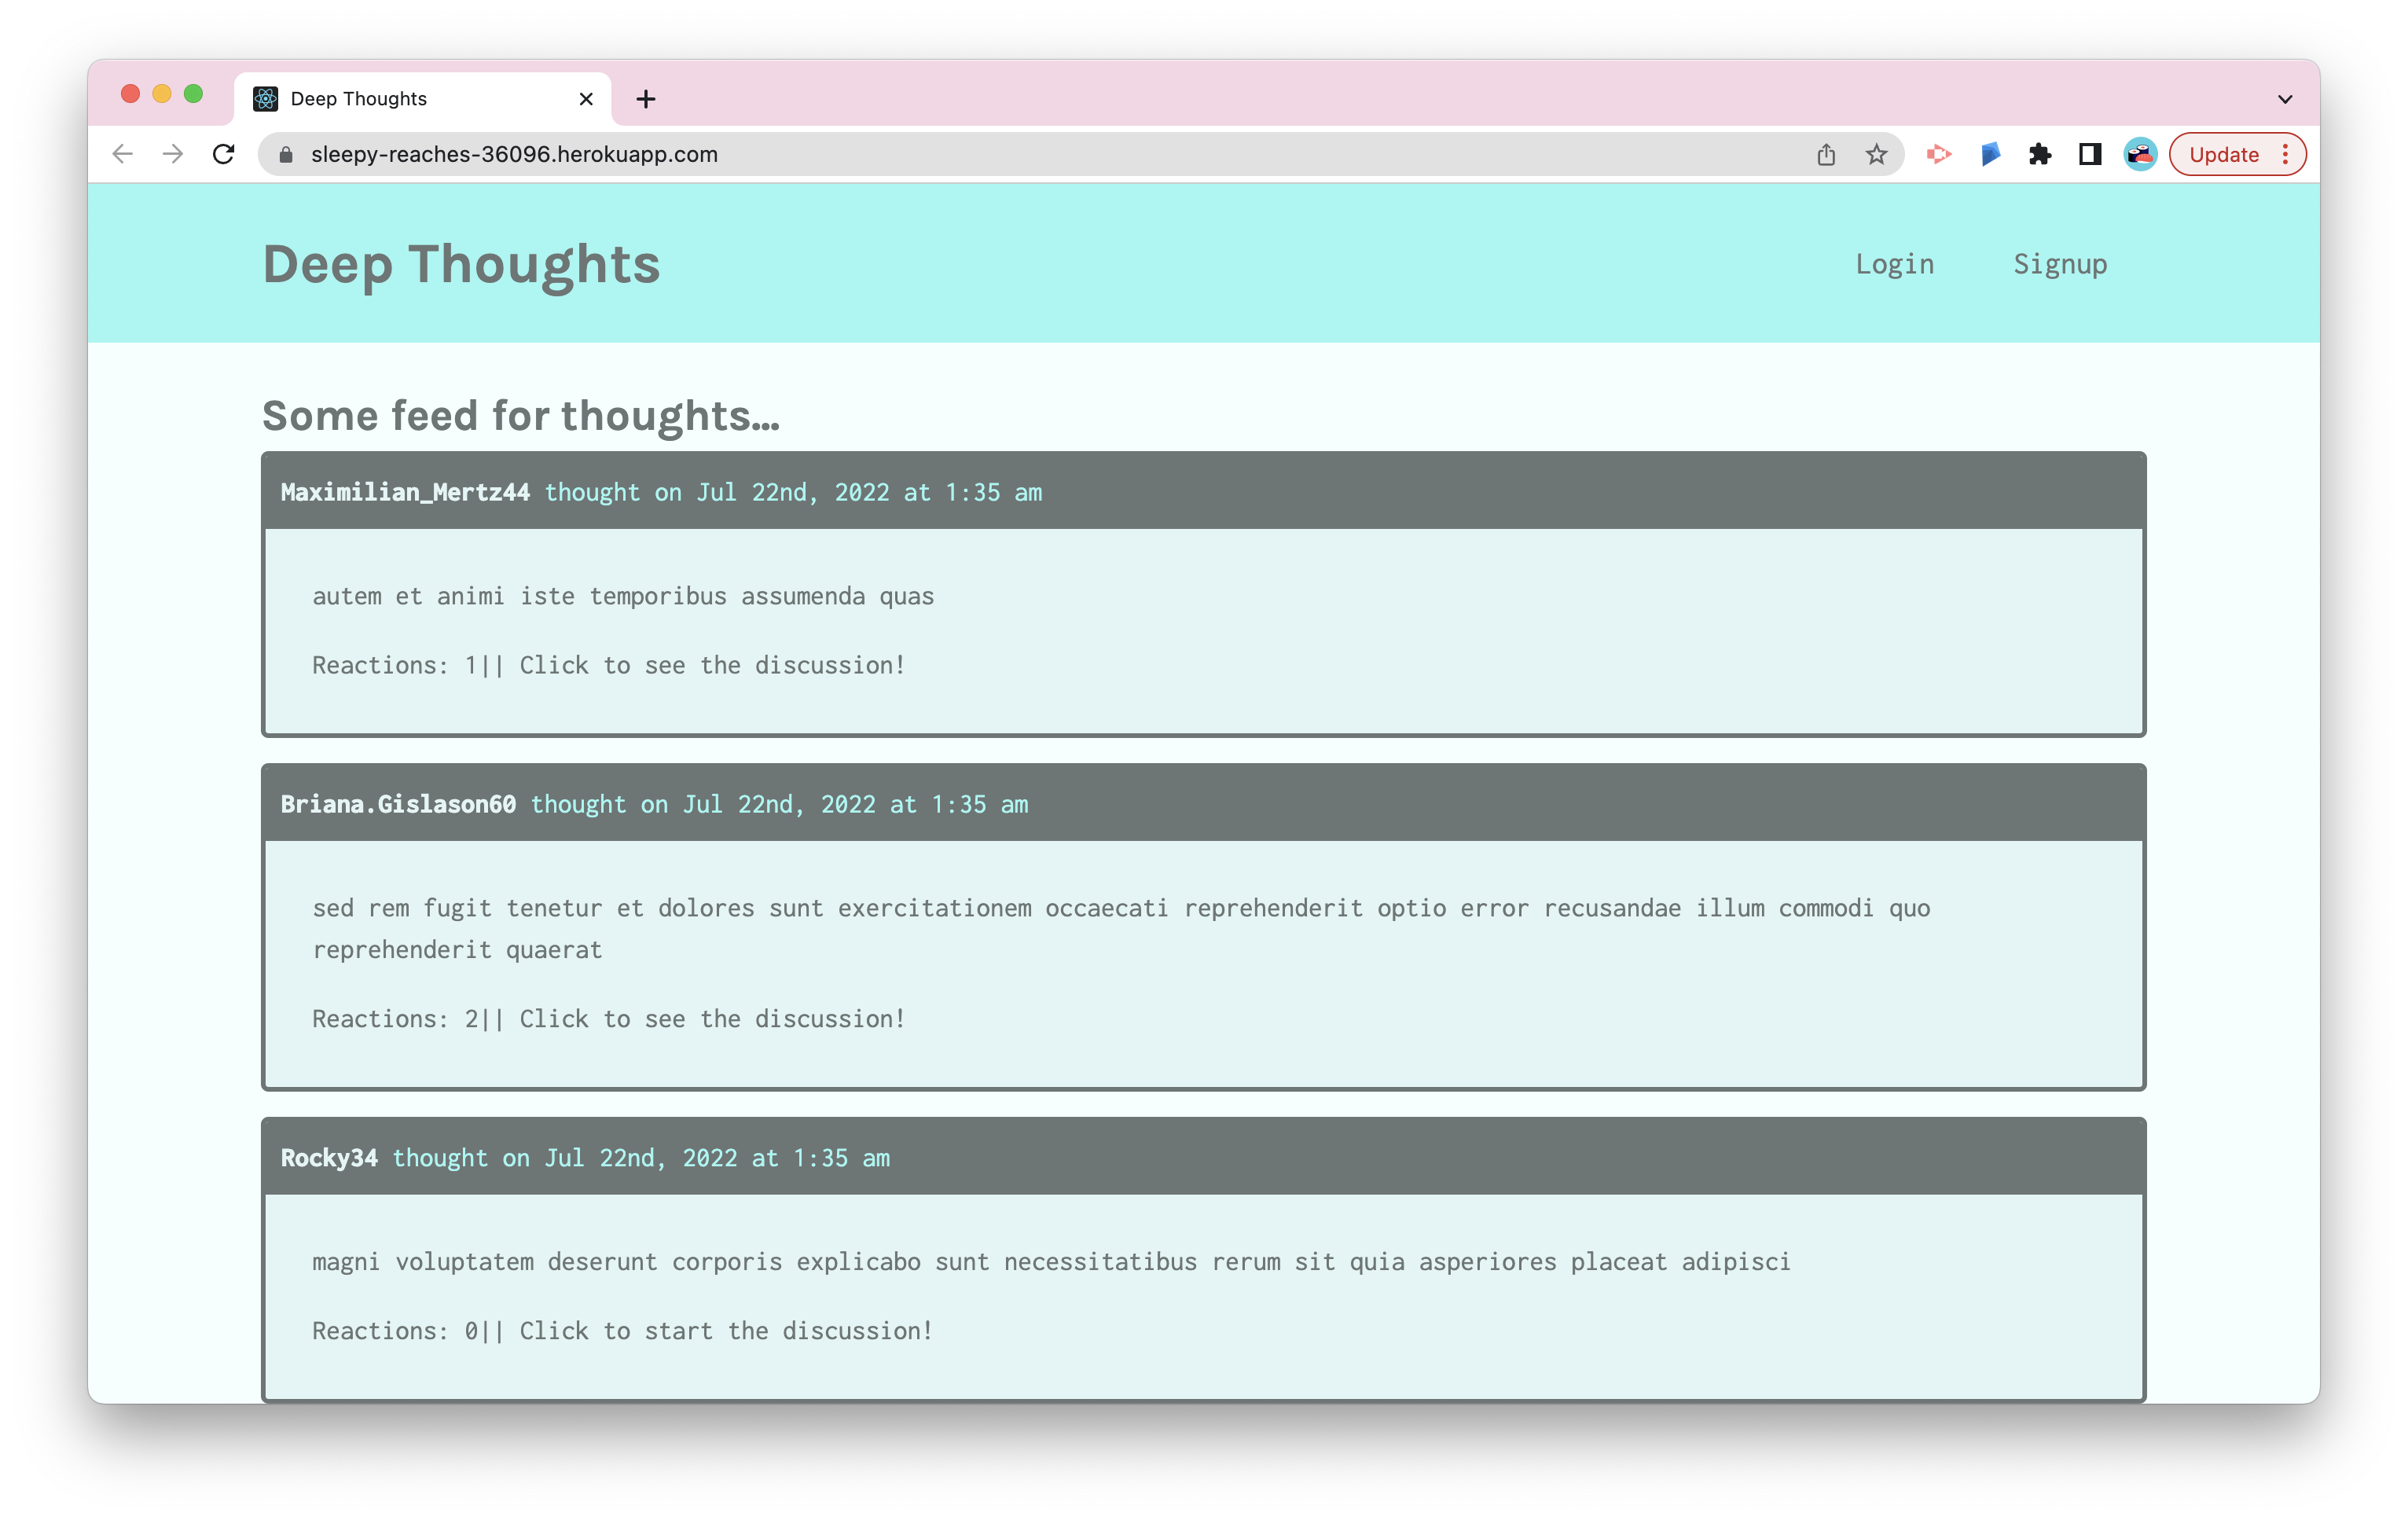 Deep Thoughts
sleepy-reaches-36096.herokuapp.com
Update
Deep Thoughts
Login
Signup
Some feed for thoughts...
Maximilian_Mertz44 thought on Jul 22nd, 2022 at 1:35 am
autem et animi iste temporibus assumenda quas
Reactions: 1|| Click to see the discussion!
Briana.Gislason60 thought on Jul 22nd, 2022 at 1:35 am
sed rem fugit tenetur et dolores sunt exercitationem occaecati reprehenderit optio error recusandae illum commodi quo
reprehenderit quaerat
Reactions: 2|| Click to see the discussion!
Rocky34 thought on Jul 22nd, 2022 at 1:35 am
magni voluptatem deserunt corporis explicabo sunt necessitatibus rerum sit quia asperiores placeat adipisci
Reactions: 0|| Click to start the discussion!